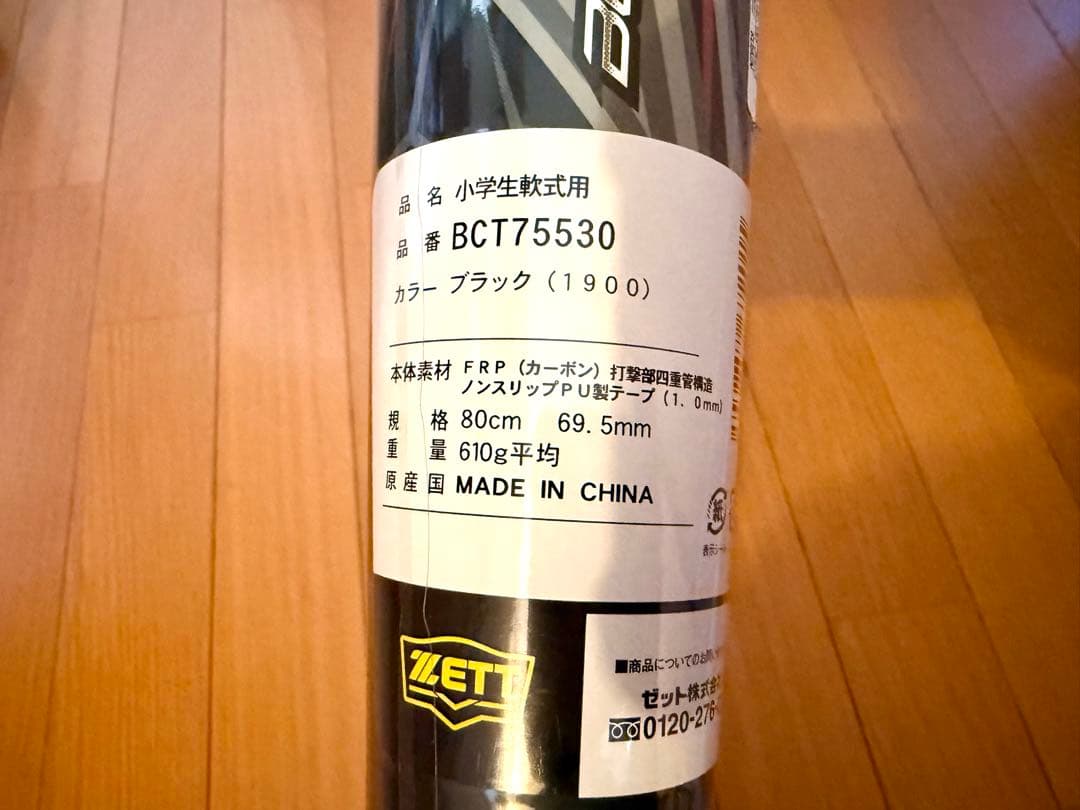 品名 小学生軟式用
品番 BCT75530
カラー ブラック（1900）
本体素材 FRP（カーボン）打撃部四重管構造
ノンスリップPU製テープ（1.0mm）
規格 80cm 69.5mm
重量 610g平均
原産国 MADE IN CHINA
紙
ZETT
■商品についてのお問い
ゼット株式会
0120-276-